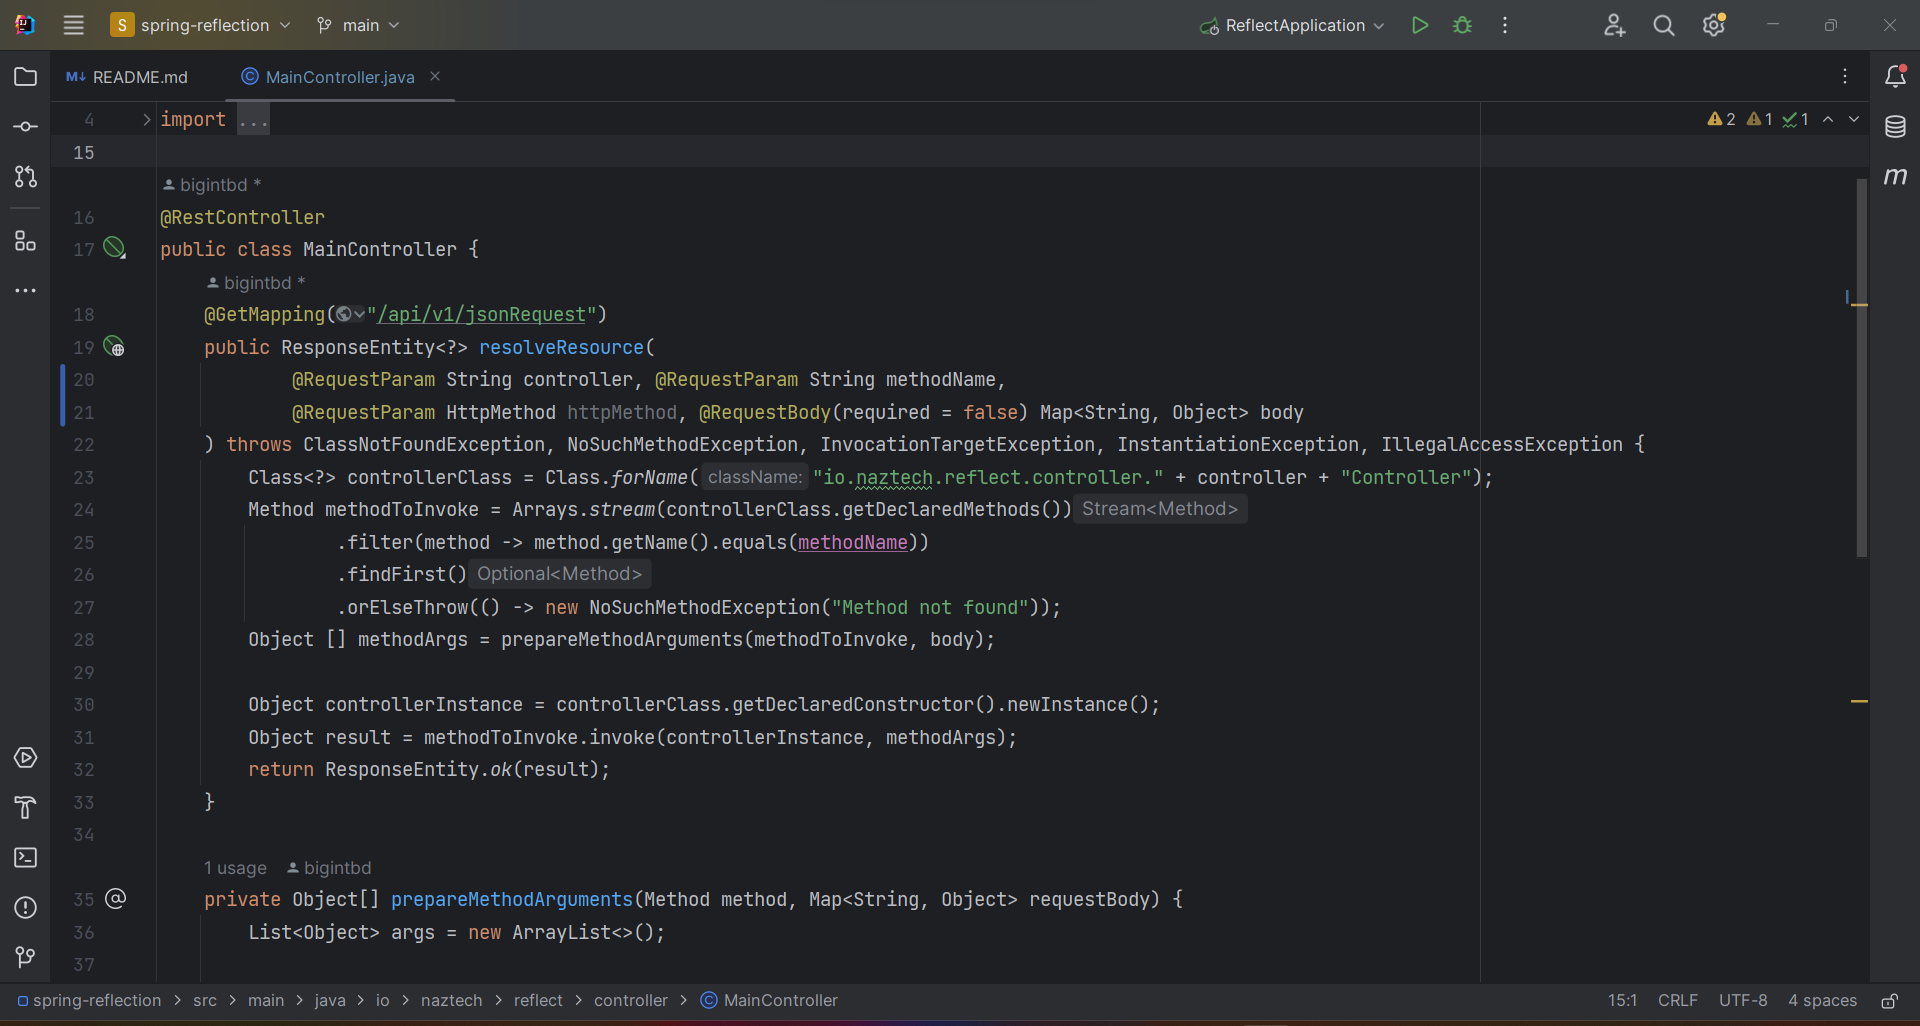 S spring-reflection main ReflectApplication
M↓ README.md MainController.java
4 import ... 2 1 1
15
bigintbd *
16 @RestController
17 public class MainController {
bigintbd *
18 @GetMapping("/api/v1/jsonRequest")
19 public ResponseEntity<?> resolveResource(
20 @RequestParam String controller, @RequestParam String methodName,
21 @RequestParam HttpMethod httpMethod, @RequestBody(required = false) Map<String, Object> body
22 ) throws ClassNotFoundException, NoSuchMethodException, InvocationTargetException, InstantiationException, IllegalAccessException {
23 Class<?> controllerClass = Class.forName( className: "io.naztech.reflect.controller." + controller + "Controller");
24 Method methodToInvoke = Arrays.stream(controllerClass.getDeclaredMethods()) Stream<Method>
25 .filter(method -> method.getName().equals(methodName))
26 .findFirst() Optional<Method>
27 .orElseThrow(() -> new NoSuchMethodException("Method not found"));
28 Object [] methodArgs = prepareMethodArguments(methodToInvoke, body);
29
30 Object controllerInstance = controllerClass.getDeclaredConstructor().newInstance();
31 Object result = methodToInvoke.invoke(controllerInstance, methodArgs);
32 return ResponseEntity.ok(result);
33 }
34
1 usage bigintbd
35 private Object[] prepareMethodArguments(Method method, Map<String, Object> requestBody) {
36 List<Object> args = new ArrayList<>();
37
spring-reflection > src > main > java > io > naztech > reflect > controller > MainController 15:1 CRLF UTF-8 4 spaces